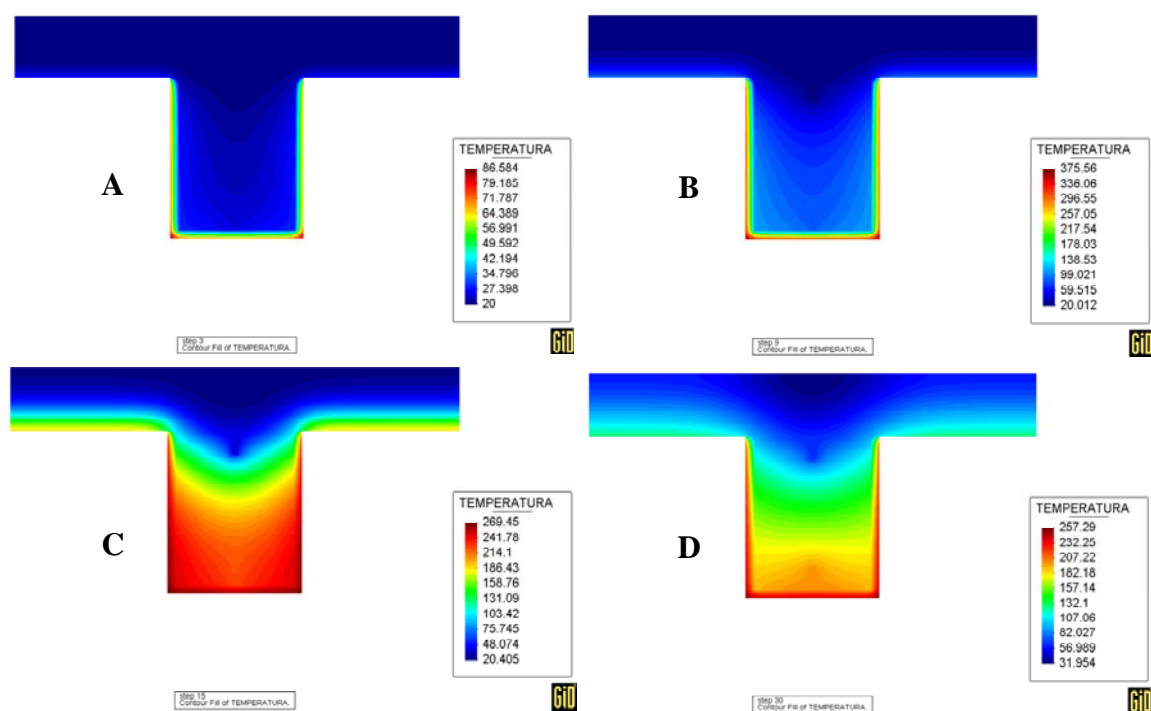 A
TEMPERATURA
86.584
79.185
71.787
64.389
56.991
49.592
42.194
34.796
27.398
20
step 3
Contour Fill of TEMPERATURA.
GiD
B
TEMPERATURA
375.56
336.06
296.55
257.05
217.54
178.03
138.53
99.021
59.515
20.012
step 9
Contour Fill of TEMPERATURA.
GiD
C
TEMPERATURA
269.45
241.78
214.1
186.43
158.76
131.09
103.42
75.745
48.074
20.405
step 15
Contour Fill of TEMPERATURA.
GiD
D
TEMPERATURA
257.29
232.25
207.22
182.18
157.14
132.1
107.06
82.027
56.989
31.954
step 30
Contour Fill of TEMPERATURA.
GiD